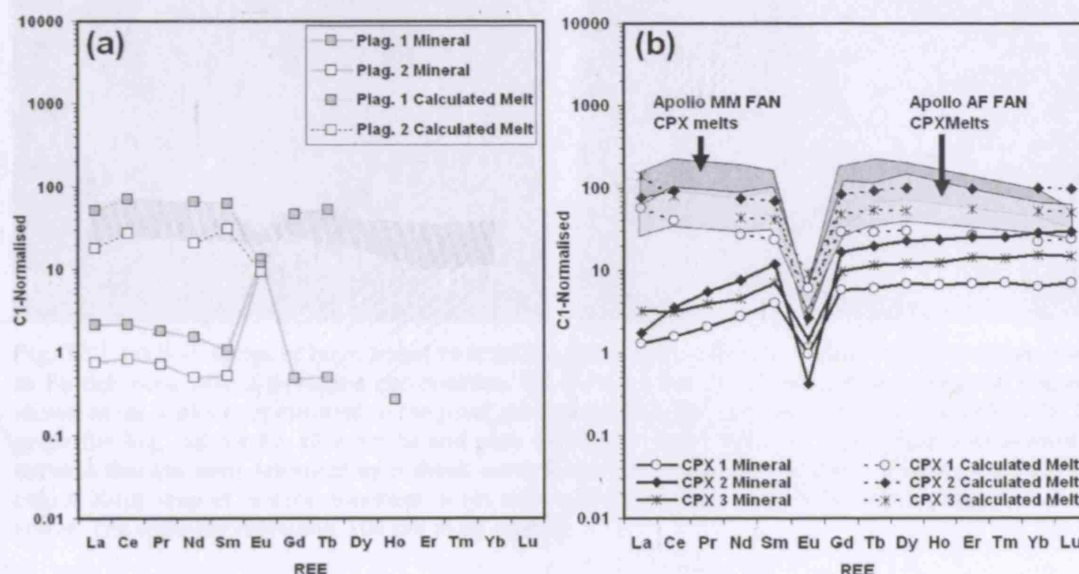 (a)
10000
1000
100
10
1
0.1
0.01
C1-Normalised
Plag. 1 Mineral
Plag. 2 Mineral
Plag. 1 Calculated Melt
Plag. 2 Calculated Melt
La Ce Pr Nd Sm Eu Gd Tb Dy Ho Er Tm Yb Lu
REE
(b)
10000
1000
100
10
1
0.1
0.01
C1-Normalised
Apollo MM FAN
CPX melts
Apollo AF FAN
CPXMelts
CPX 1 Mineral
CPX 2 Mineral
CPX 3 Mineral
CPX 1 Calculated Melt
CPX 2 Calculated Melt
CPX 3 Calculated Melt
La Ce Pr Nd Sm Eu Gd Tb Dy Ho Er Tm Yb Lu
REE